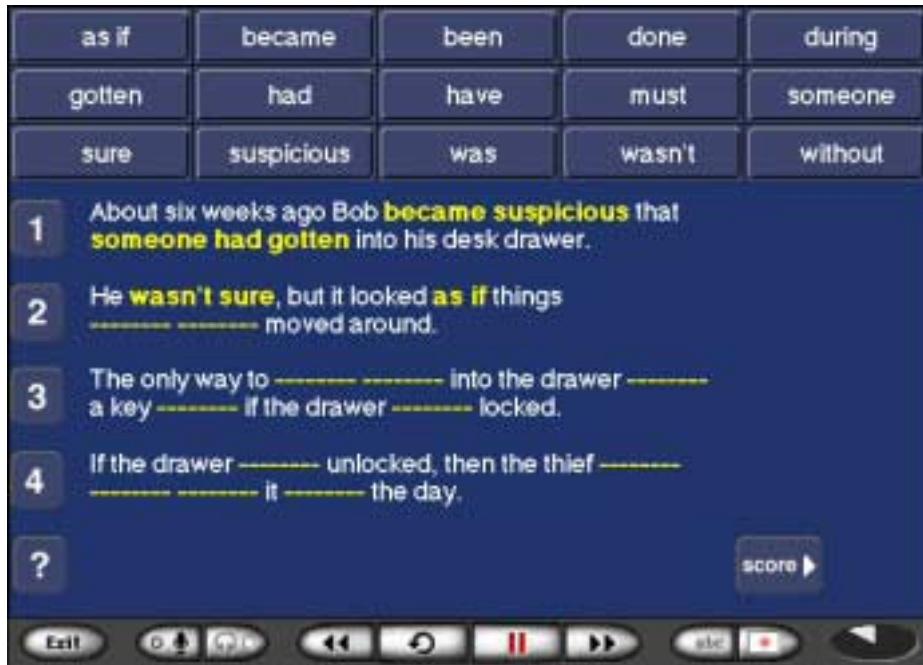 as if became been done during
gotten had have must someone
sure suspicious was wasn't without
1 About six weeks ago Bob became suspicious that
someone had gotten into his desk drawer.
2 He wasn't sure, but it looked as if things
-------- -------- moved around.
3 The only way to -------- -------- into the drawer --------
a key -------- if the drawer -------- locked.
4 If the drawer -------- unlocked, then the thief --------
-------- -------- it -------- the day.
?
score
Exit abc